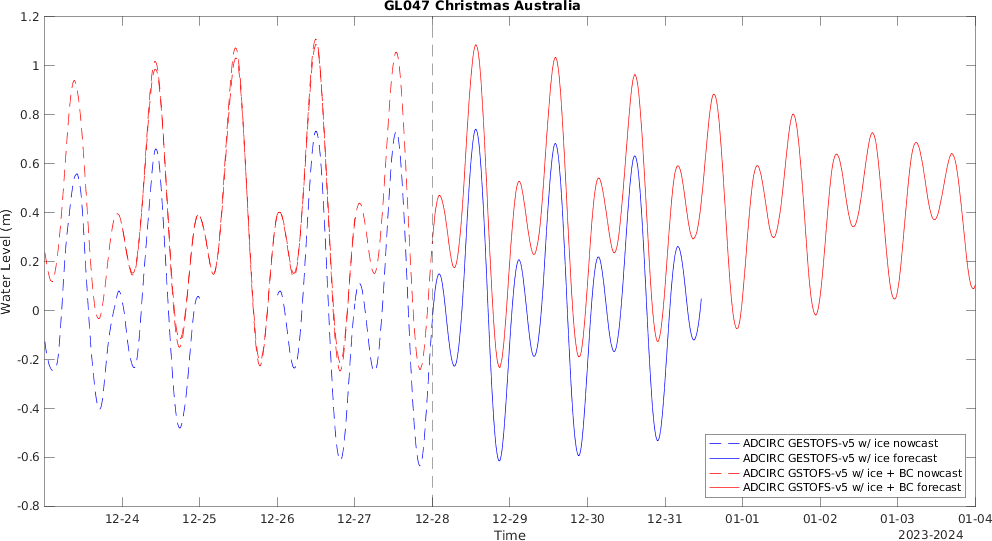 GL047 Christmas Australia
1.2
1
0.8
0.6
0.4
0.2
0
-0.2
-0.4
-0.6
-0.8
Water Level (m)
ADCIRC GESTOFS-v5 w/ ice nowcast
ADCIRC GESTOFS-v5 w/ ice forecast
ADCIRC GSTOFS-v5 w/ ice + BC nowcast
ADCIRC GSTOFS-v5 w/ ice + BC forecast
12-24 12-25 12-26 12-27 12-28 12-29 12-30 12-31 01-01 01-02 01-03 01-04
Time
2023-2024